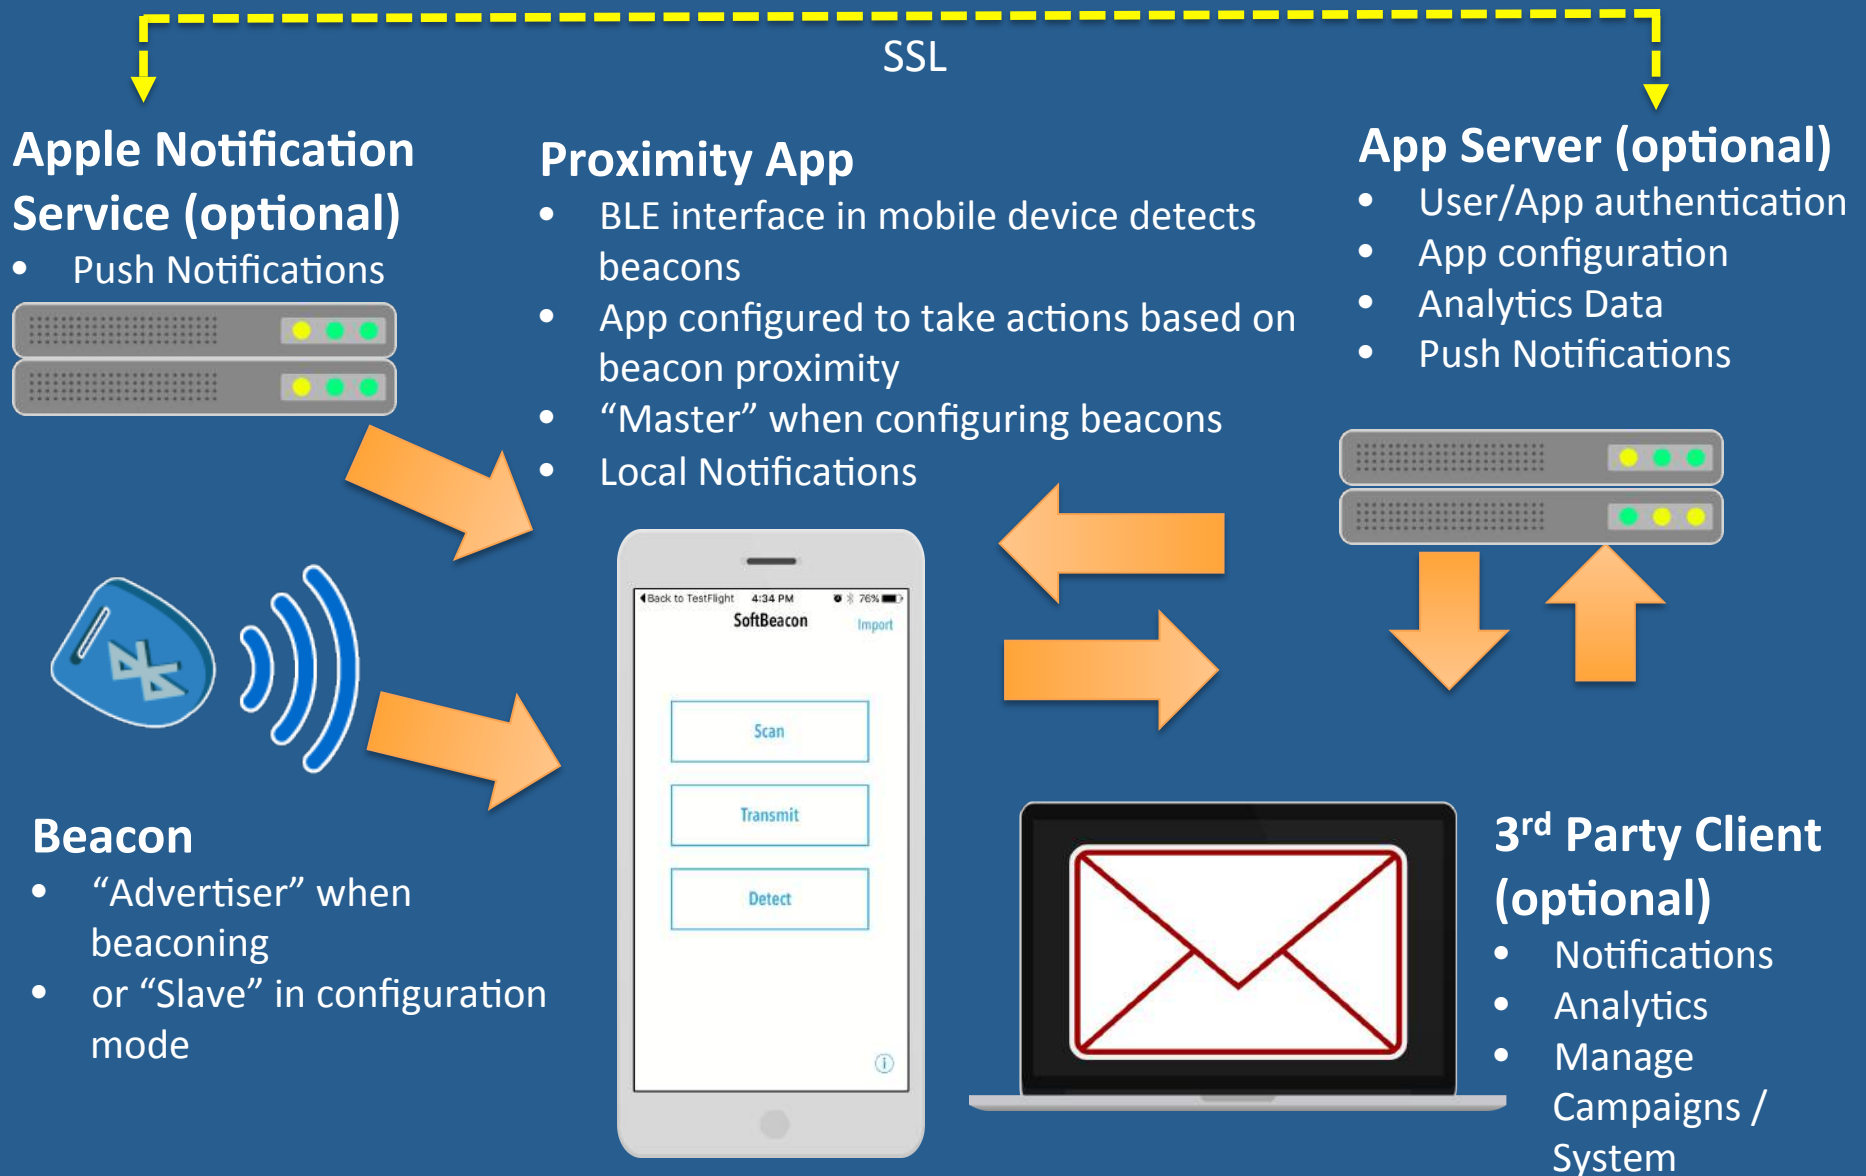 SSL
Apple Notification
Service (optional)
• Push Notifications
Proximity App
• BLE interface in mobile device detects
beacons
• App configured to take actions based on
beacon proximity
• “Master” when configuring beacons
• Local Notifications
App Server (optional)
• User/App authentication
• App configuration
• Analytics Data
• Push Notifications
Back to TestFlight 4:34 PM 76%
SoftBeacon Import
Scan
Transmit
Detect
Beacon
• “Advertiser” when
beaconing
• or “Slave” in configuration
mode
3rd Party Client
(optional)
• Notifications
• Analytics
• Manage
Campaigns /
System